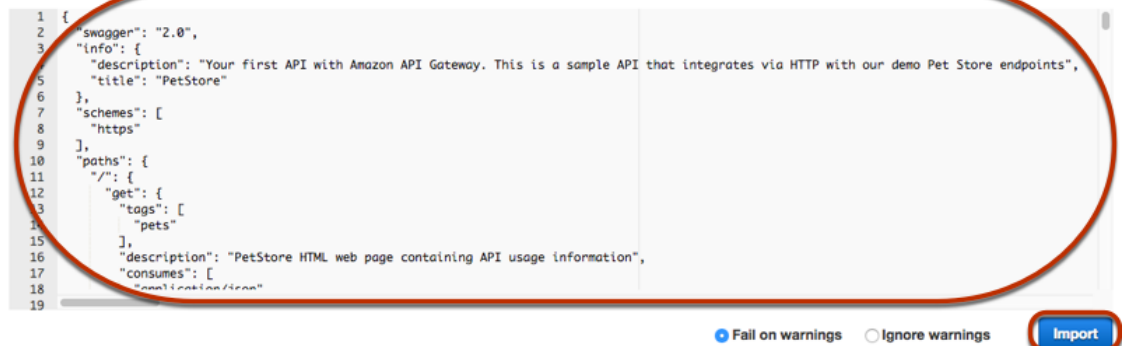 1 {
2 "swagger": "2.0",
3 "info": {
4 "description": "Your first API with Amazon API Gateway. This is a sample API that integrates via HTTP with our demo Pet Store endpoints",
5 "title": "PetStore"
6 },
7 "schemes": [
8 "https"
9 ],
10 "paths": {
11 "/": {
12 "get": {
13 "tags": [
14 "pets"
15 ],
16 "description": "PetStore HTML web page containing API usage information",
17 "consumes": [
18 "application/json"
19
Fail on warnings Ignore warnings Import